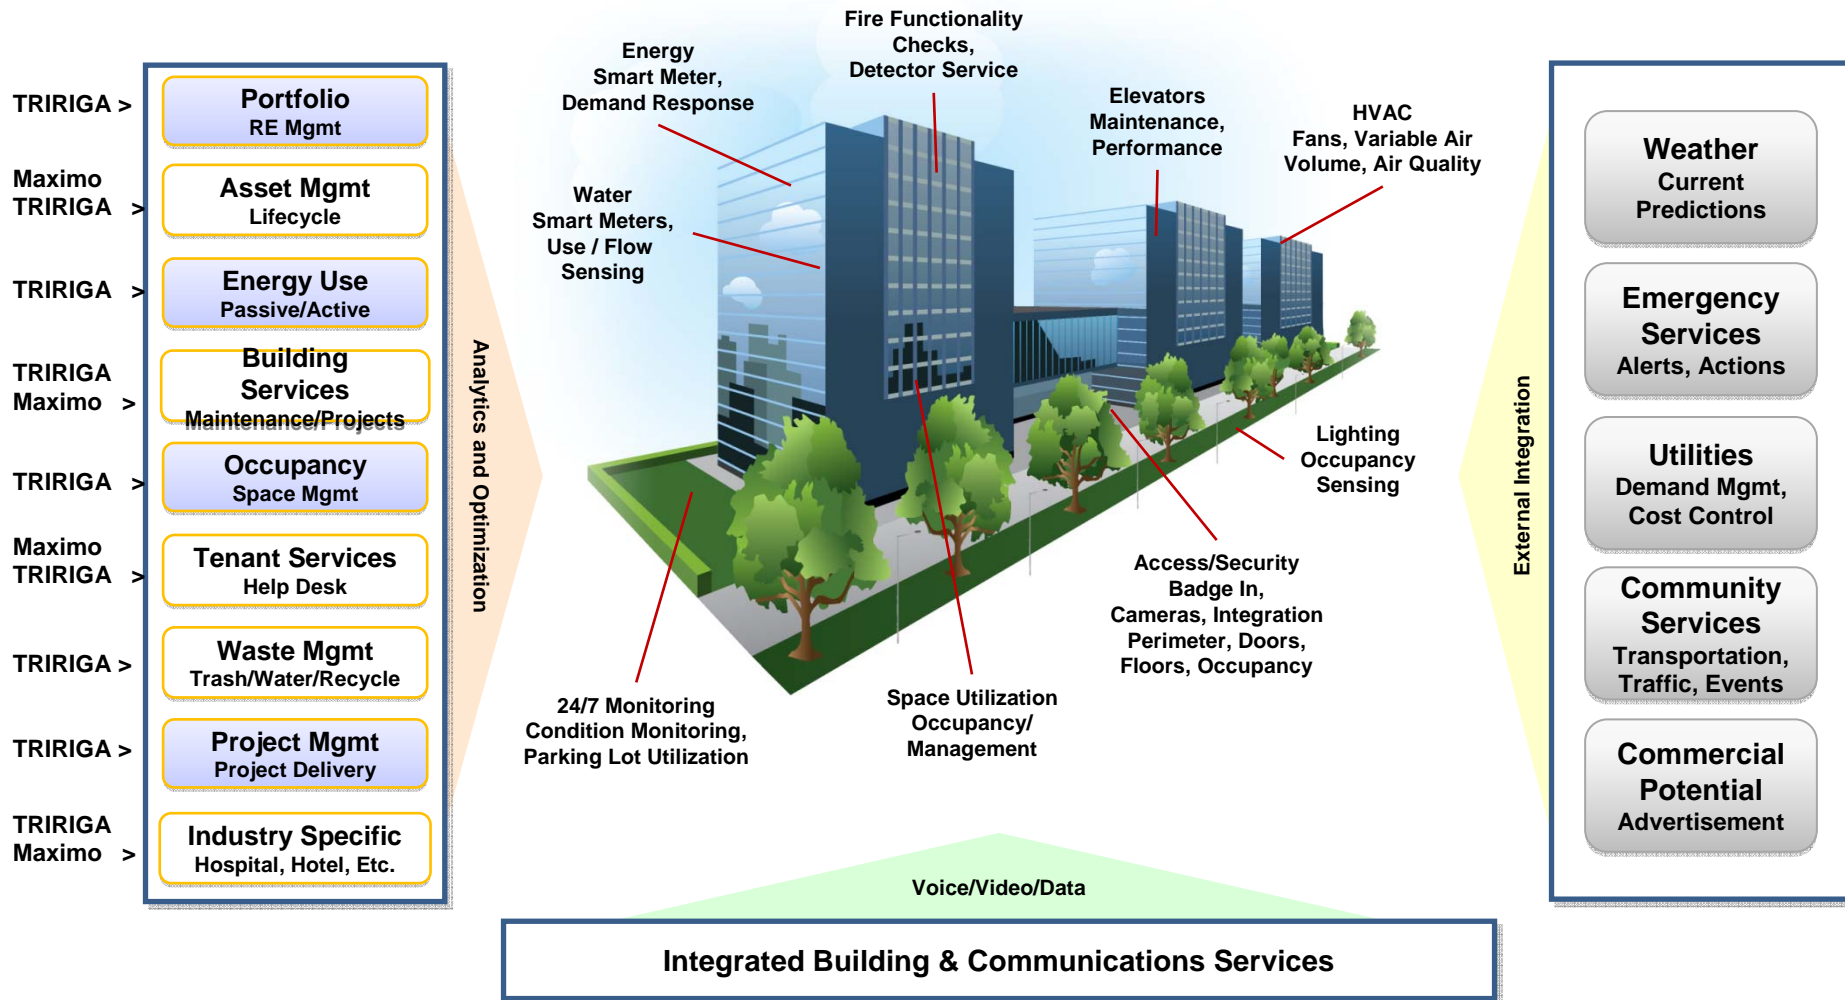 TRIRIGA >
Portfolio
RE Mgmt
Maximo
TRIRIGA >
Asset Mgmt
Lifecycle
TRIRIGA >
Energy Use
Passive/Active
TRIRIGA
Maximo >
Building
Services
Maintenance/Projects
TRIRIGA >
Occupancy
Space Mgmt
Maximo
TRIRIGA >
Tenant Services
Help Desk
TRIRIGA >
Waste Mgmt
Trash/Water/Recycle
TRIRIGA >
Project Mgmt
Project Delivery
TRIRIGA
Maximo >
Industry Specific
Hospital, Hotel, Etc.
Analytics and Optimization
Energy
Smart Meter,
Demand Response
Fire Functionality
Checks,
Detector Service
Elevators
Maintenance,
Performance
HVAC
Fans, Variable Air
Volume, Air Quality
Water
Smart Meters,
Use / Flow
Sensing
Lighting
Occupancy
Sensing
Access/Security
Badge In,
Cameras, Integration
Perimeter, Doors,
Floors, Occupancy
Space Utilization
Occupancy/
Management
24/7 Monitoring
Condition Monitoring,
Parking Lot Utilization
Voice/Video/Data
Integrated Building & Communications Services
External Integration
Weather
Current
Predictions
Emergency
Services
Alerts, Actions
Utilities
Demand Mgmt,
Cost Control
Community
Services
Transportation,
Traffic, Events
Commercial
Potential
Advertisement